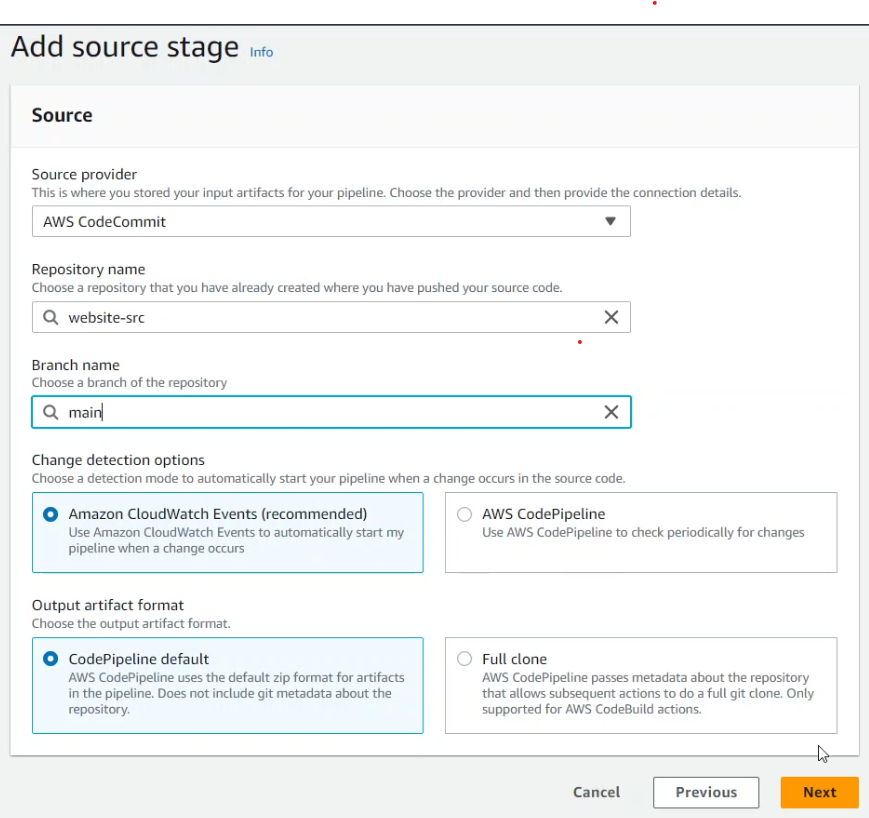 Add source stage Info
Source
Source provider
This is where you stored your input artifacts for your pipeline. Choose the provider and then provide the connection details.
AWS CodeCommit
Repository name
Choose a repository that you have already created where you have pushed your source code.
website-src
Branch name
Choose a branch of the repository
main
Change detection options
Choose a detection mode to automatically start your pipeline when a change occurs in the source code.
Amazon CloudWatch Events (recommended)
Use Amazon CloudWatch Events to automatically start my
pipeline when a change occurs
AWS CodePipeline
Use AWS CodePipeline to check periodically for changes
Output artifact format
Choose the output artifact format.
CodePipeline default
AWS CodePipeline uses the default zip format for artifacts
in the pipeline. Does not include git metadata about the
repository.
Full clone
AWS CodePipeline passes metadata about the repository
that allows subsequent actions to do a full git clone. Only
supported for AWS CodeBuild actions.
Cancel
Previous
Next